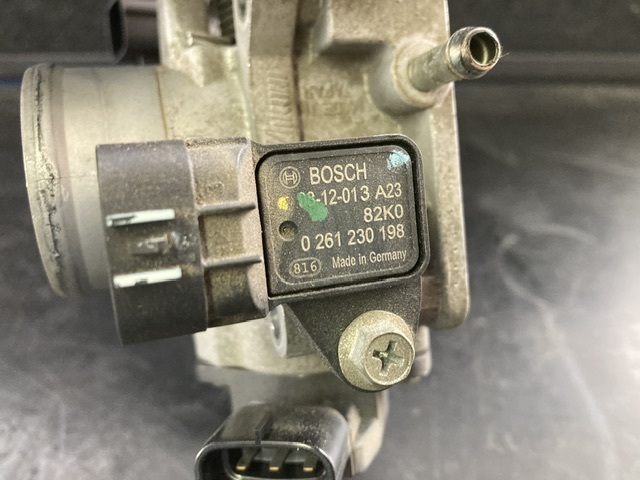 BOSCH
-12-013 A23
82K0
0 261 230 198
816 Made in Germany